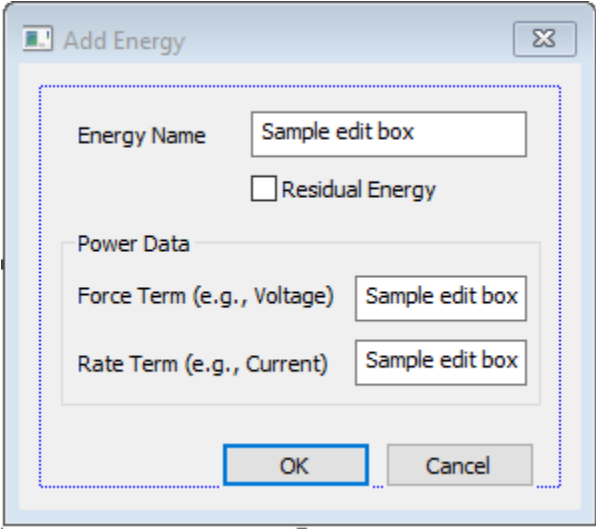 Add Energy
Energy Name Sample edit box
Residual Energy
Power Data
Force Term (e.g., Voltage) Sample edit box
Rate Term (e.g., Current) Sample edit box
OK Cancel